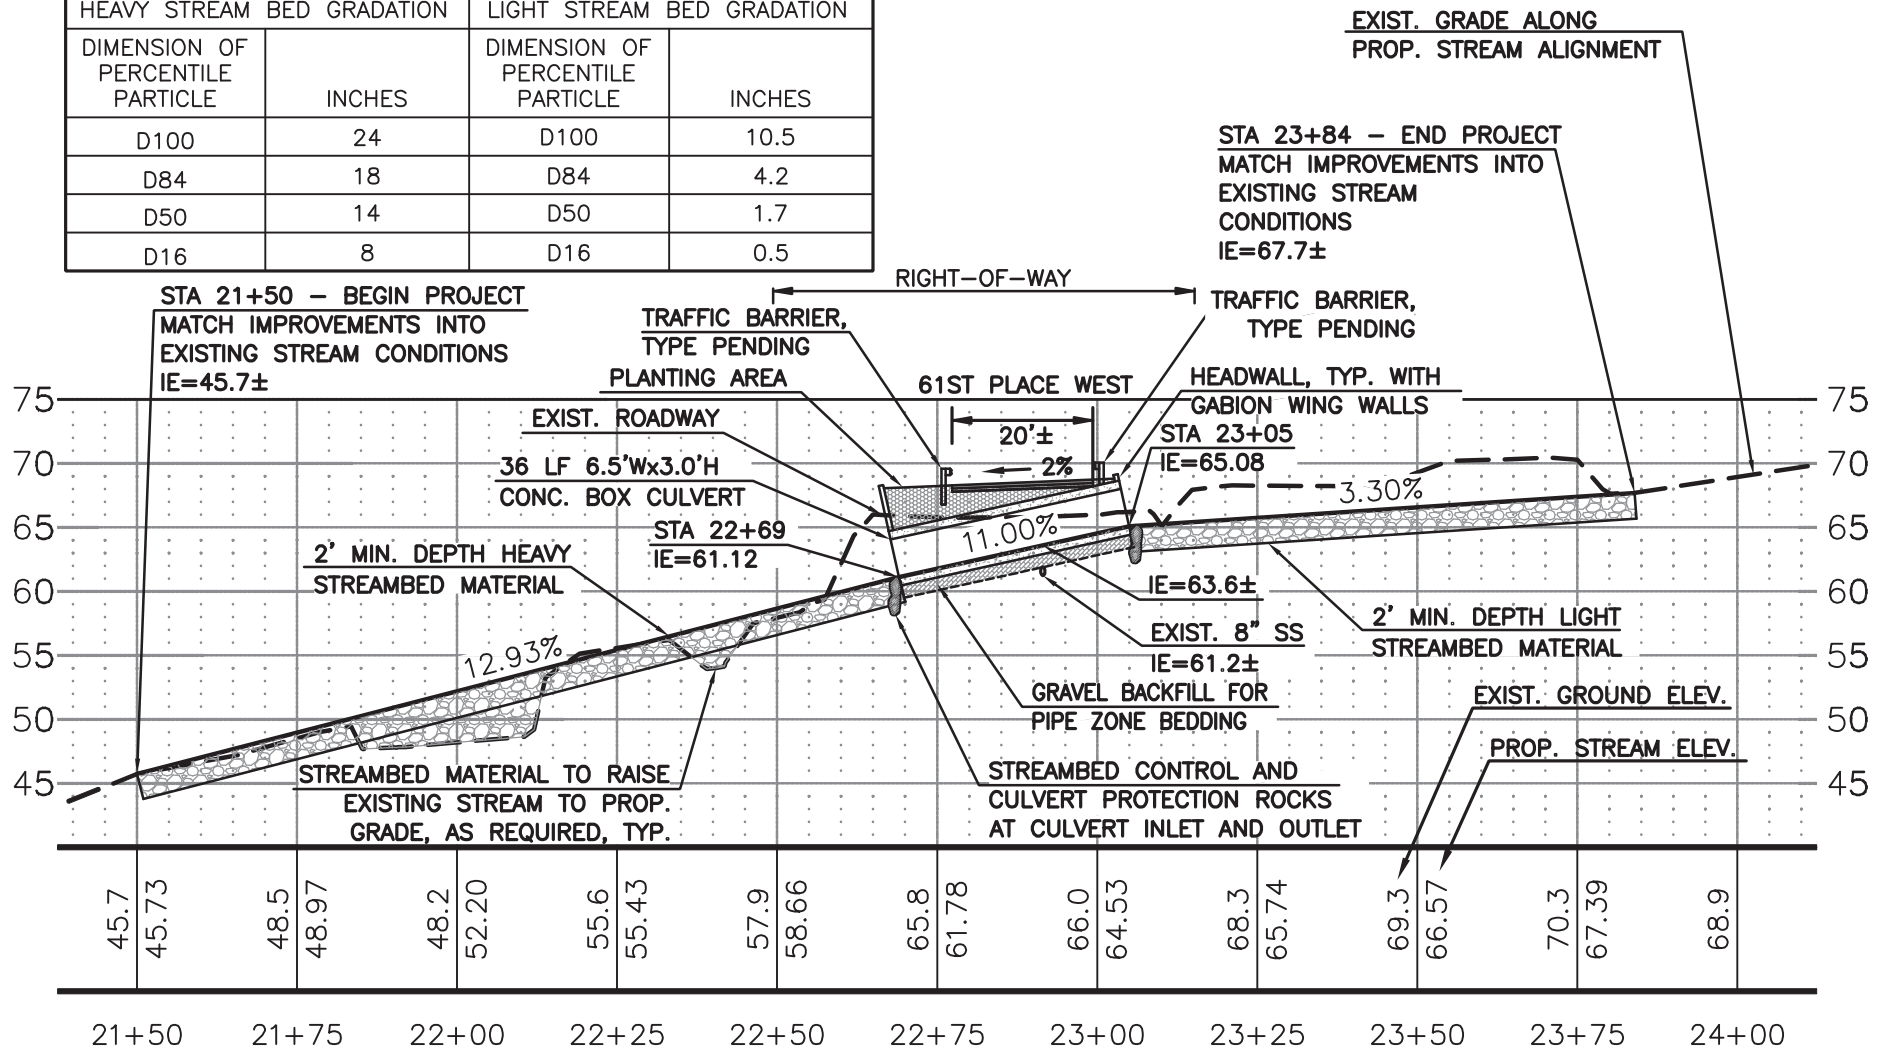 HEAVY STREAM BED GRADATION LIGHT STREAM BED GRADATION
DIMENSION OF PERCENTILE PARTICLE INCHES DIMENSION OF PERCENTILE PARTICLE INCHES
D100 24 D100 10.5
D84 18 D84 4.2
D50 14 D50 1.7
D16 8 D16 0.5
EXIST. GRADE ALONG
PROP. STREAM ALIGNMENT
STA 23+84 – END PROJECT
MATCH IMPROVEMENTS INTO
EXISTING STREAM
CONDITIONS
IE=67.7±
STA 21+50 – BEGIN PROJECT
MATCH IMPROVEMENTS INTO
EXISTING STREAM CONDITIONS
IE=45.7±
RIGHT-OF-WAY
TRAFFIC BARRIER,
TYPE PENDING
TRAFFIC BARRIER,
TYPE PENDING
PLANTING AREA
61ST PLACE WEST
HEADWALL, TYP. WITH
GABION WING WALLS
EXIST. ROADWAY
20'±
STA 23+05
IE=65.08
2%
36 LF 6.5'Wx3.0'H
CONC. BOX CULVERT
STA 22+69
IE=61.12
11.00%
3.30%
2' MIN. DEPTH HEAVY
STREAMBED MATERIAL
IE=63.6±
EXIST. 8" SS
IE=61.2±
2' MIN. DEPTH LIGHT
STREAMBED MATERIAL
12.93%
GRAVEL BACKFILL FOR
PIPE ZONE BEDDING
EXIST. GROUND ELEV.
PROP. STREAM ELEV.
STREAMBED MATERIAL TO RAISE
EXISTING STREAM TO PROP.
GRADE, AS REQUIRED, TYP.
STREAMBED CONTROL AND
CULVERT PROTECTION ROCKS
AT CULVERT INLET AND OUTLET
75 75
70 70
65 65
60 60
55 55
50 50
45 45
45.7 45.73 48.5 48.97 48.2 52.20 55.6 55.43 57.9 58.66 65.8 61.78 66.0 64.53 68.3 65.74 69.3 66.57 70.3 67.39 68.9
21+50 21+75 22+00 22+25 22+50 22+75 23+00 23+25 23+50 23+75 24+00